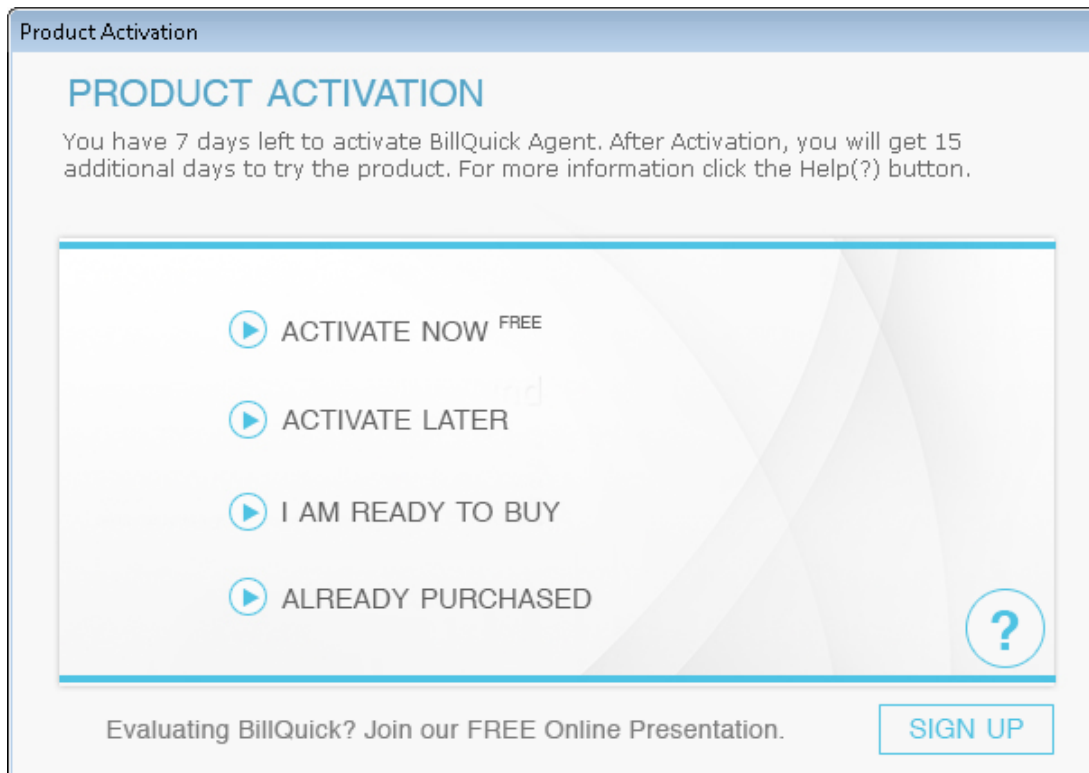 Product Activation
PRODUCT ACTIVATION
You have 7 days left to activate BillQuick Agent. After Activation, you will get 15
additional days to try the product. For more information click the Help(?) button.
ACTIVATE NOW FREE
ACTIVATE LATER
I AM READY TO BUY
ALREADY PURCHASED
?
Evaluating BillQuick? Join our FREE Online Presentation.
SIGN UP